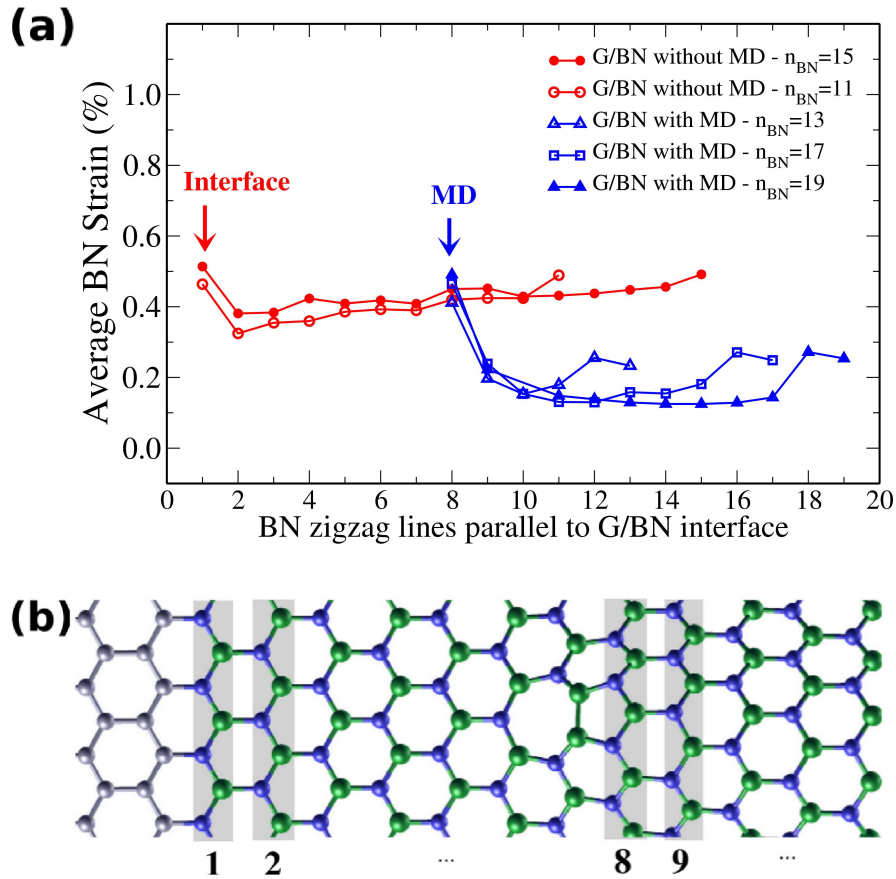 (a)
G/BN without MD - n_BN=15
G/BN without MD - n_BN=11
G/BN with MD - n_BN=13
G/BN with MD - n_BN=17
G/BN with MD - n_BN=19
Interface
MD
Average BN Strain (%)
1.0
0.8
0.6
0.4
0.2
0.0
0 2 4 6 8 10 12 14 16 18 20
BN zigzag lines parallel to G/BN interface
(b)
1 2 ... 8 9 ...